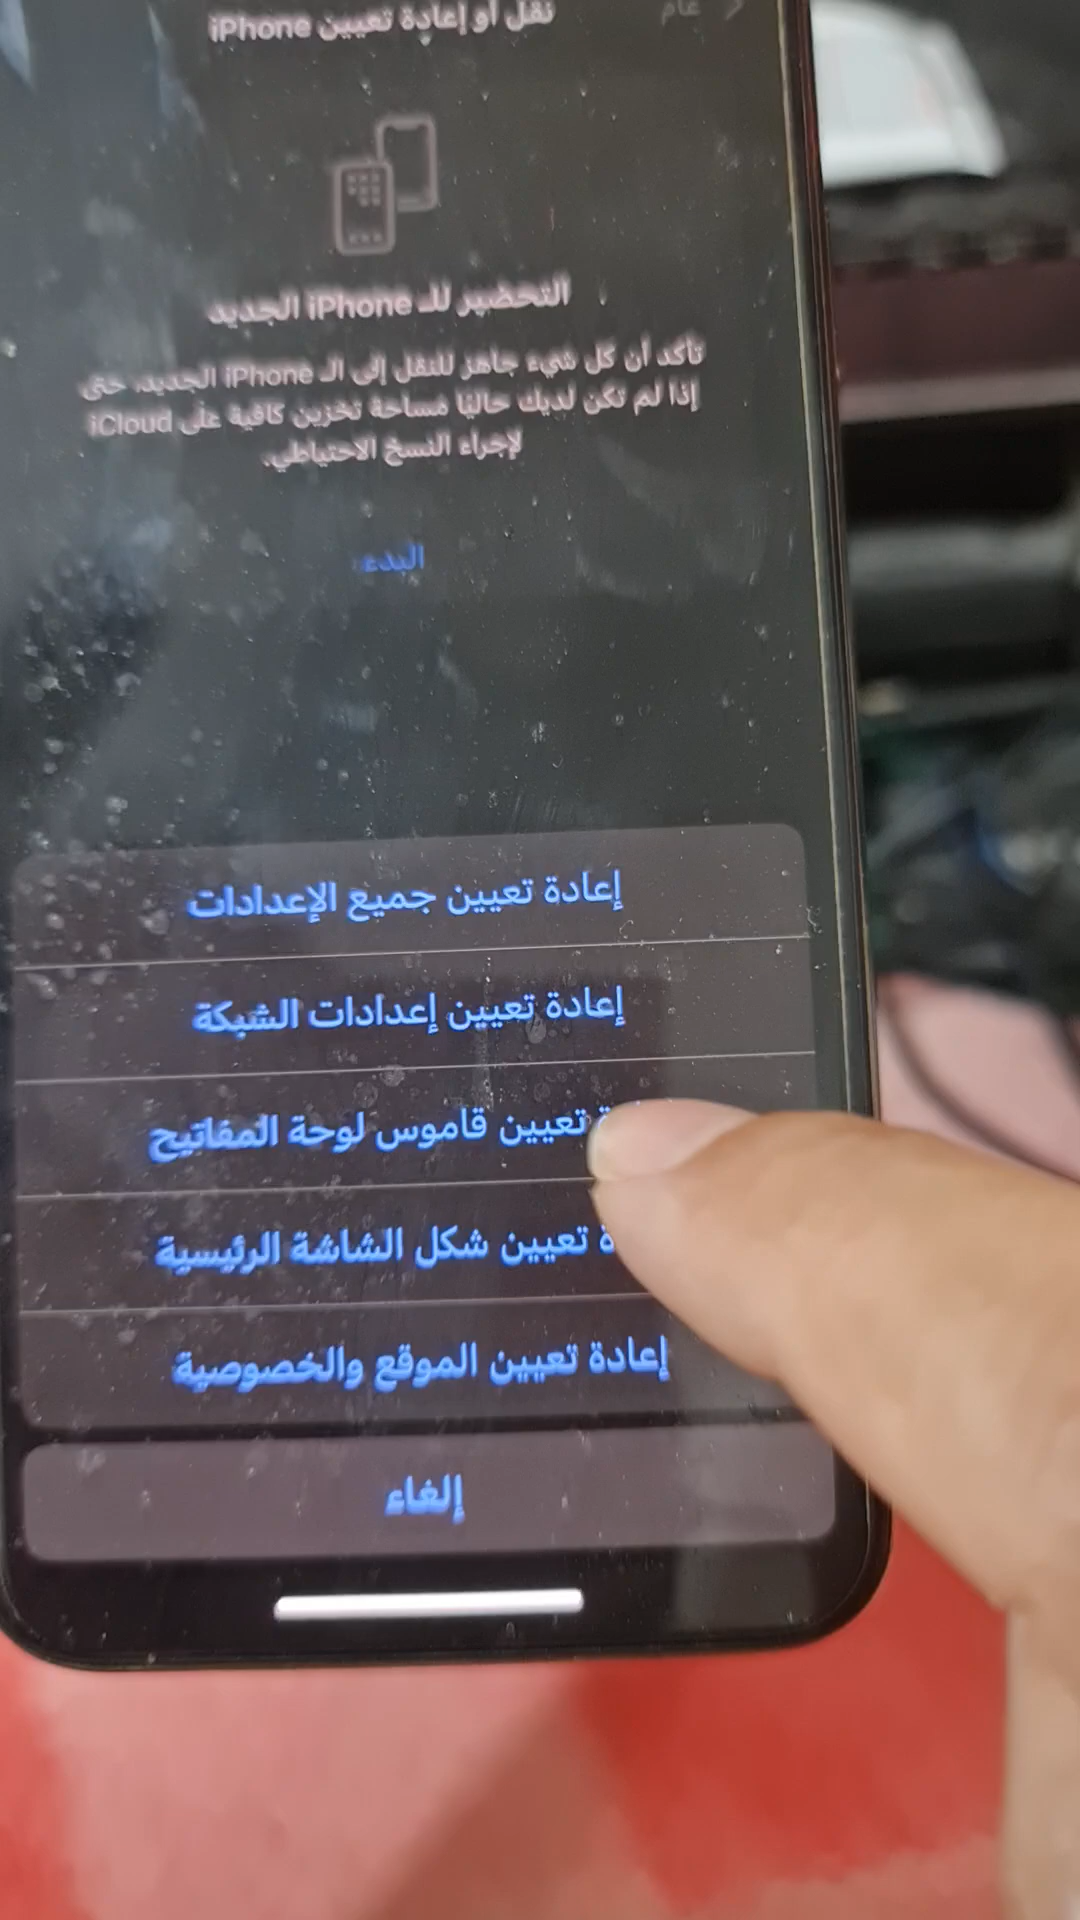 عام
نقل أو إعادة تعيين iPhone
التحضير للـ iPhone الجديد
تأكد أن كل شيء جاهز للنقل إلى الـ iPhone الجديد، حتى
إذا لم تكن لديك حاليًا مساحة تخزين كافية على iCloud
لإجراء النسخ الاحتياطي.
البدء
إعادة تعيين جميع الإعدادات
إعادة تعيين إعدادات الشبكة
تعيين قاموس لوحة المفاتيح
تعيين شكل الشاشة الرئيسية
إعادة تعيين الموقع والخصوصية
إلغاء